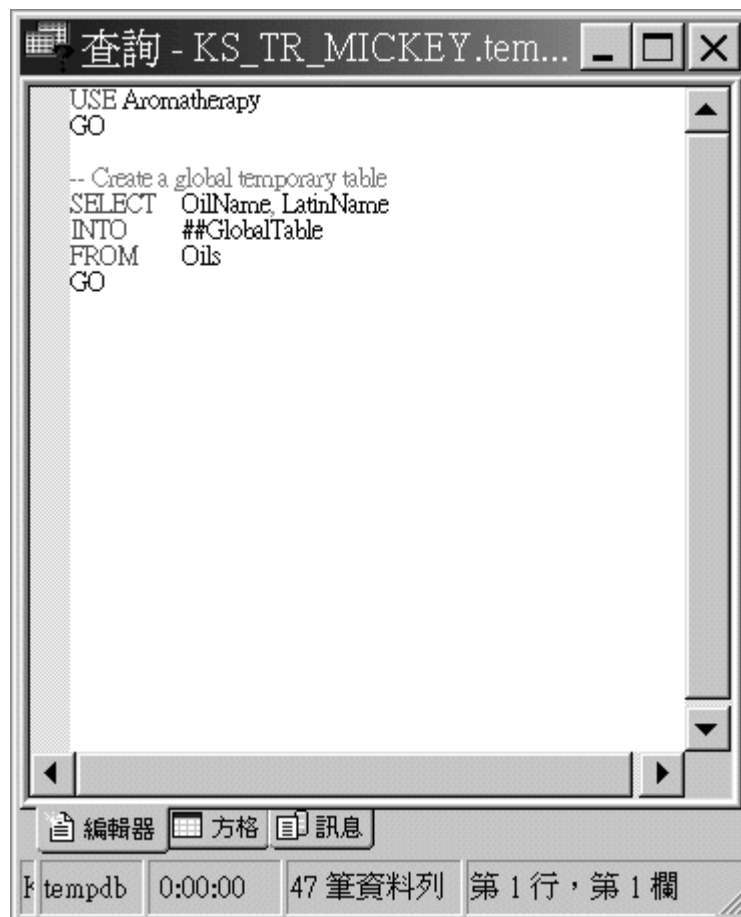 查詢 - KS_TR_MICKEY.tem...
USE Aromatherapy
GO
-- Create a global temporary table
SELECT OilName, LatinName
INTO ##GlobalTable
FROM Oils
GO
編輯器 方格 訊息
tempdb 0:00:00 47 筆資料列 第 1 行，第 1 欄